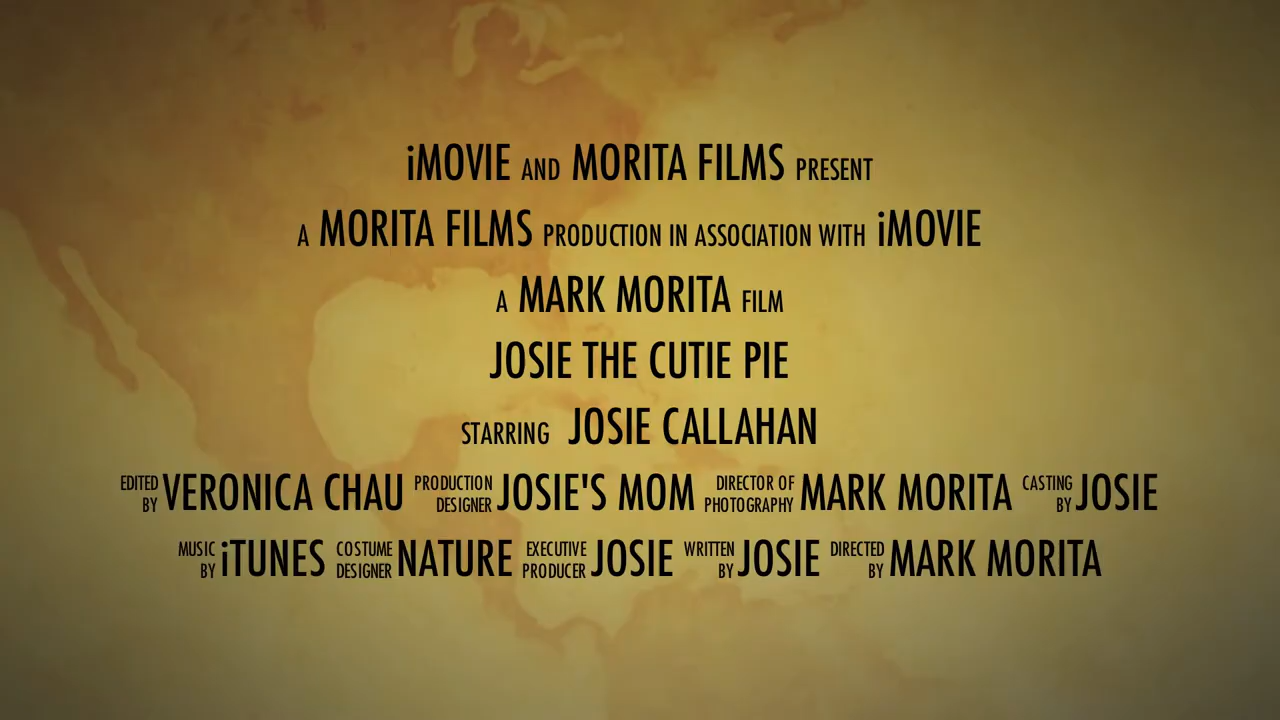 iMOVIE AND MORITA FILMS PRESENT
A MORITA FILMS PRODUCTION IN ASSOCIATION WITH iMOVIE
A MARK MORITA FILM
JOSIE THE CUTIE PIE
STARRING JOSIE CALLAHAN
EDITED BY VERONICA CHAU PRODUCTION DESIGNER JOSIE'S MOM DIRECTOR OF PHOTOGRAPHY MARK MORITA CASTING BY JOSIE
MUSIC BY iTUNES COSTUME DESIGNER NATURE EXECUTIVE PRODUCER JOSIE WRITTEN BY JOSIE DIRECTED BY MARK MORITA